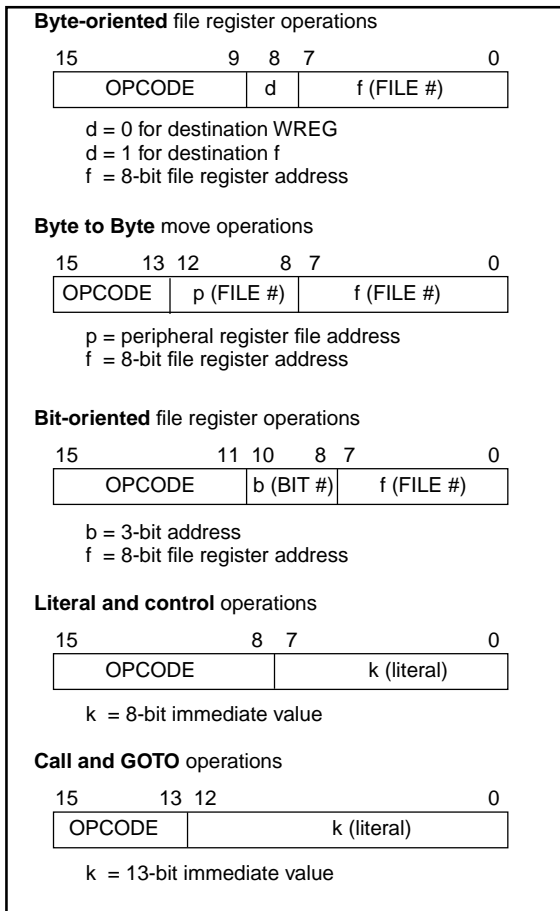 Byte-oriented file register operations
15 9 8 7 0
OPCODE d f (FILE #)
d = 0 for destination WREG
d = 1 for destination f
f = 8-bit file register address
Byte to Byte move operations
15 13 12 8 7 0
OPCODE p (FILE #) f (FILE #)
p = peripheral register file address
f = 8-bit file register address
Bit-oriented file register operations
15 11 10 8 7 0
OPCODE b (BIT #) f (FILE #)
b = 3-bit address
f = 8-bit file register address
Literal and control operations
15 8 7 0
OPCODE k (literal)
k = 8-bit immediate value
Call and GOTO operations
15 13 12 0
OPCODE k (literal)
k = 13-bit immediate value